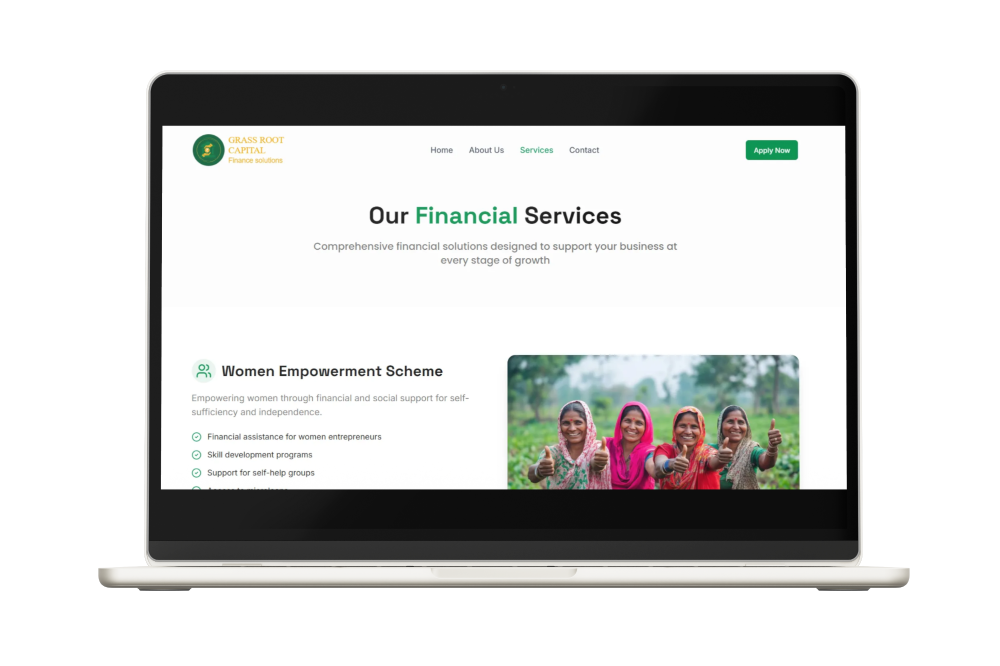 GRASS ROOT
CAPITAL
Finance solutions
Home About Us Services Contact
Apply Now
Our Financial Services
Comprehensive financial solutions designed to support your business at
every stage of growth
Women Empowerment Scheme
Empowering women through financial and social support for self-
sufficiency and independence.
Financial assistance for women entrepreneurs
Skill development programs
Support for self-help groups